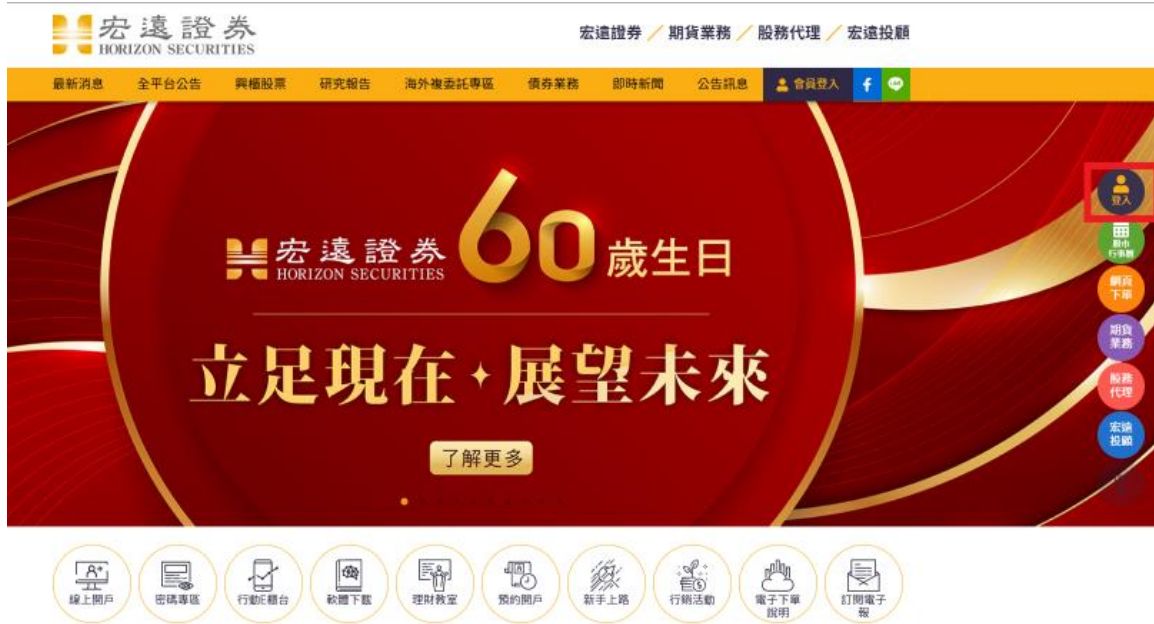 宏遠證券
HORIZON SECURITIES
宏遠證券 / 期貨業務 / 股務代理 / 宏遠投顧
最新消息 全平台公告 興櫃股票 研究報告 海外複委託專區 債券業務 即時新聞 公告訊息 會員登入 f
登入
股市
行事曆
網頁
下單
期貨
業務
股務
代理
宏遠
投顧
宏遠證券 60歲生日
HORIZON SECURITIES
立足現在 展望未來
了解更多
線上開戶 密碼專區 行動E櫃台 軟體下載 理財教室 預約開戶 新手上路 行銷活動 電子下單 訂閱電子
說明 報